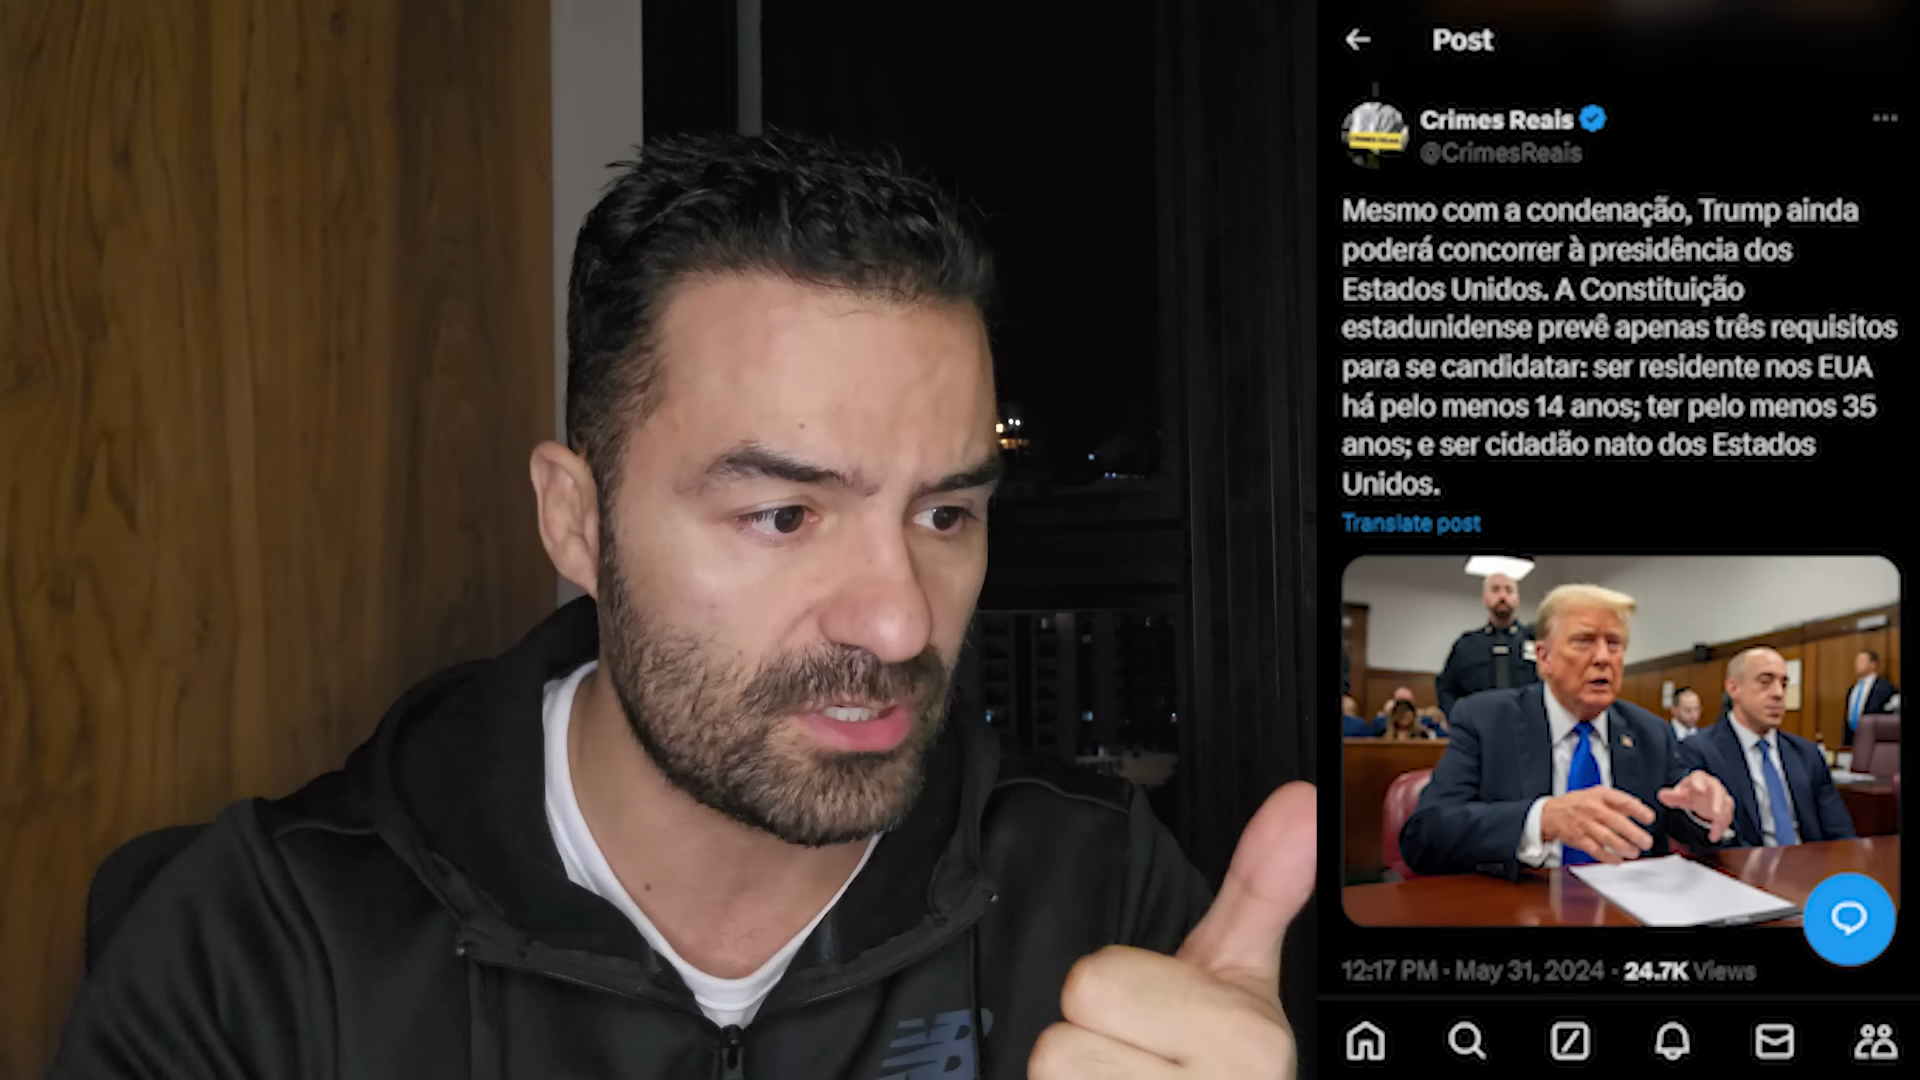 Post
Crimes Reais
@CrimesReais
Mesmo com a condenação, Trump ainda
poderá concorrer à presidência dos
Estados Unidos. A Constituição
estadunidense prevê apenas três requisitos
para se candidatar: ser residente nos EUA
há pelo menos 14 anos; ter pelo menos 35
anos; e ser cidadão nato dos Estados
Unidos.
Translate post
12:17 PM · May 31, 2024 · 24.7K Views
NB